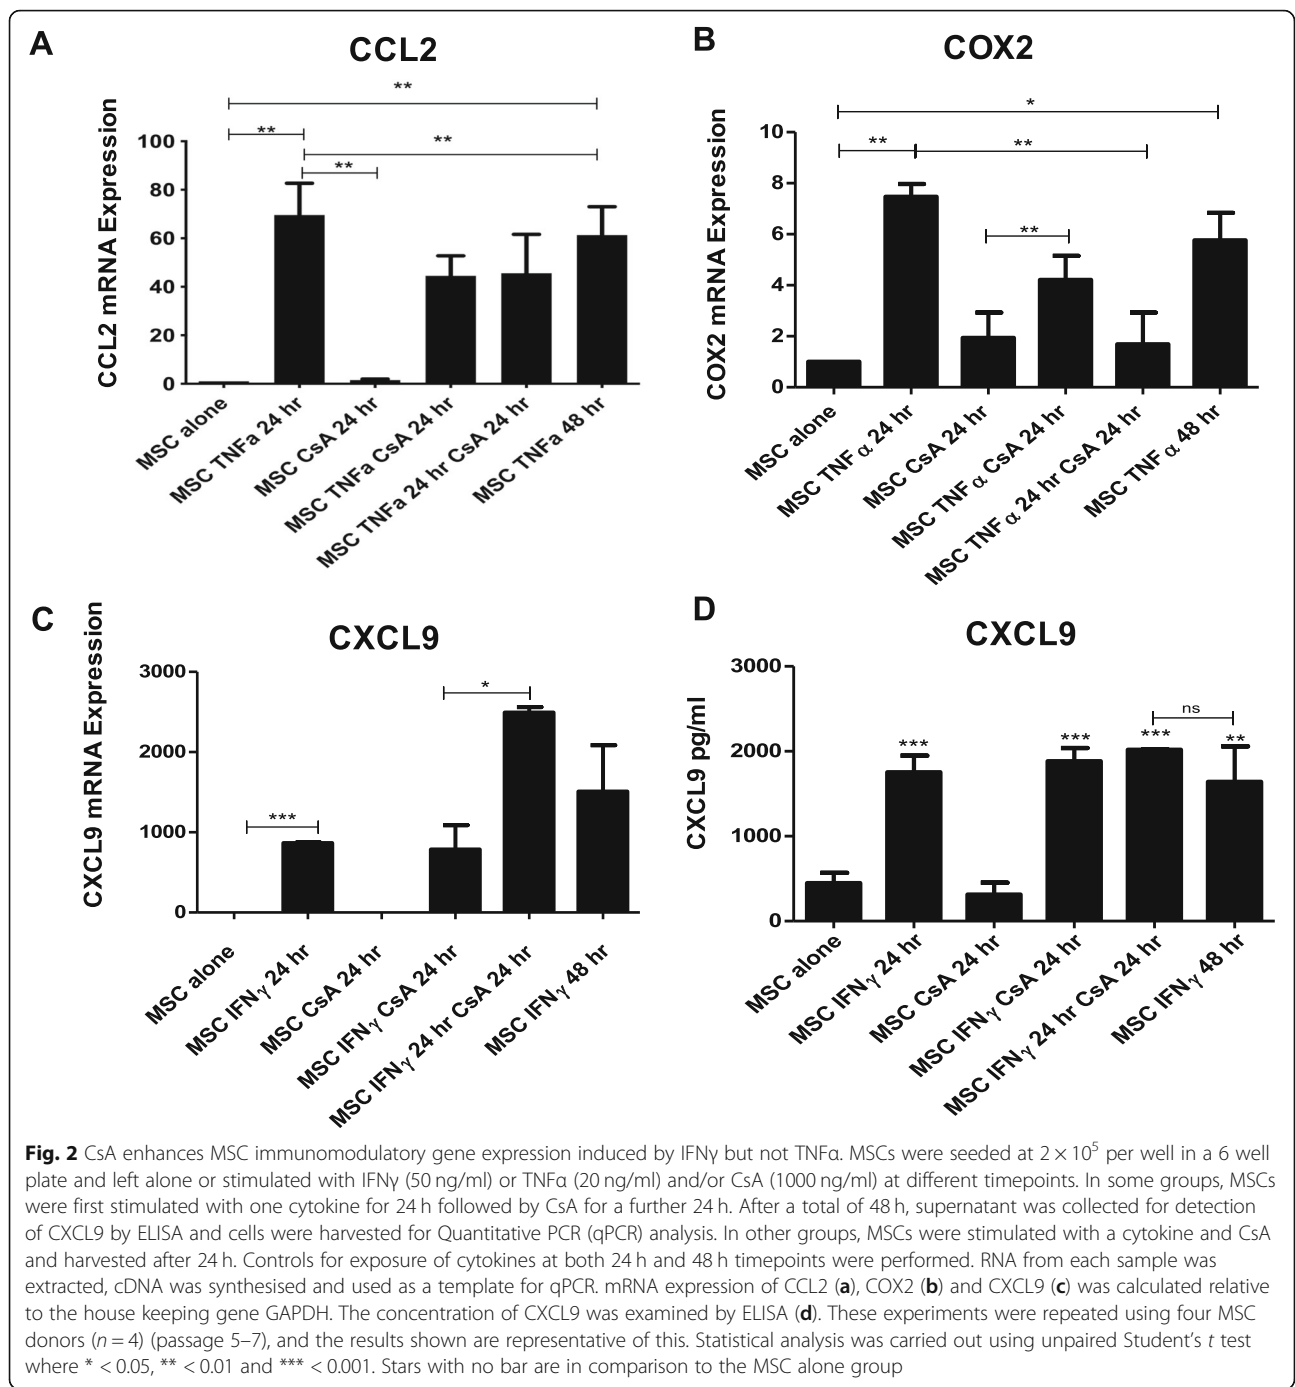 A
CCL2
**
**
**
**
CCL2 mRNA Expression
100
80
60
40
20
0
MSC alone
MSC TNFa 24 hr
MSC CsA 24 hr
MSC TNFa CsA 24 hr
MSC TNFa 24 hr CsA 24 hr
MSC TNFa 48 hr
B
COX2
*
**
**
**
COX2 mRNA Expression
10
8
6
4
2
0
MSC alone
MSC TNF α 24 hr
MSC CsA 24 hr
MSC TNF α CsA 24 hr
MSC TNF α 24 hr CsA 24 hr
MSC TNF α 48 hr
C
CXCL9
*
***
CXCL9 mRNA Expression
3000
2000
1000
0
MSC alone
MSC IFNγ 24 hr
MSC CsA 24 hr
MSC IFNγ CsA 24 hr
MSC IFNγ 24 hr CsA 24 hr
MSC IFNγ 48 hr
D
CXCL9
ns
***
***
***
**
CXCL9 pg/ml
3000
2000
1000
0
MSC alone
MSC IFNγ 24 hr
MSC CsA 24 hr
MSC IFNγ CsA 24 hr
MSC IFNγ 24 hr CsA 24 hr
MSC IFNγ 48 hr
Fig. 2 CsA enhances MSC immunomodulatory gene expression induced by IFNγ but not TNFα. MSCs were seeded at 2 × 10⁵ per well in a 6 well
plate and left alone or stimulated with IFNγ (50 ng/ml) or TNFα (20 ng/ml) and/or CsA (1000 ng/ml) at different timepoints. In some groups, MSCs
were first stimulated with one cytokine for 24 h followed by CsA for a further 24 h. After a total of 48 h, supernatant was collected for detection
of CXCL9 by ELISA and cells were harvested for Quantitative PCR (qPCR) analysis. In other groups, MSCs were stimulated with a cytokine and CsA
and harvested after 24 h. Controls for exposure of cytokines at both 24 h and 48 h timepoints were performed. RNA from each sample was
extracted, cDNA was synthesised and used as a template for qPCR. mRNA expression of CCL2 (a), COX2 (b) and CXCL9 (c) was calculated relative
to the house keeping gene GAPDH. The concentration of CXCL9 was examined by ELISA (d). These experiments were repeated using four MSC
donors (n = 4) (passage 5–7), and the results shown are representative of this. Statistical analysis was carried out using unpaired Student's t test
where * < 0.05, ** < 0.01 and *** < 0.001. Stars with no bar are in comparison to the MSC alone group